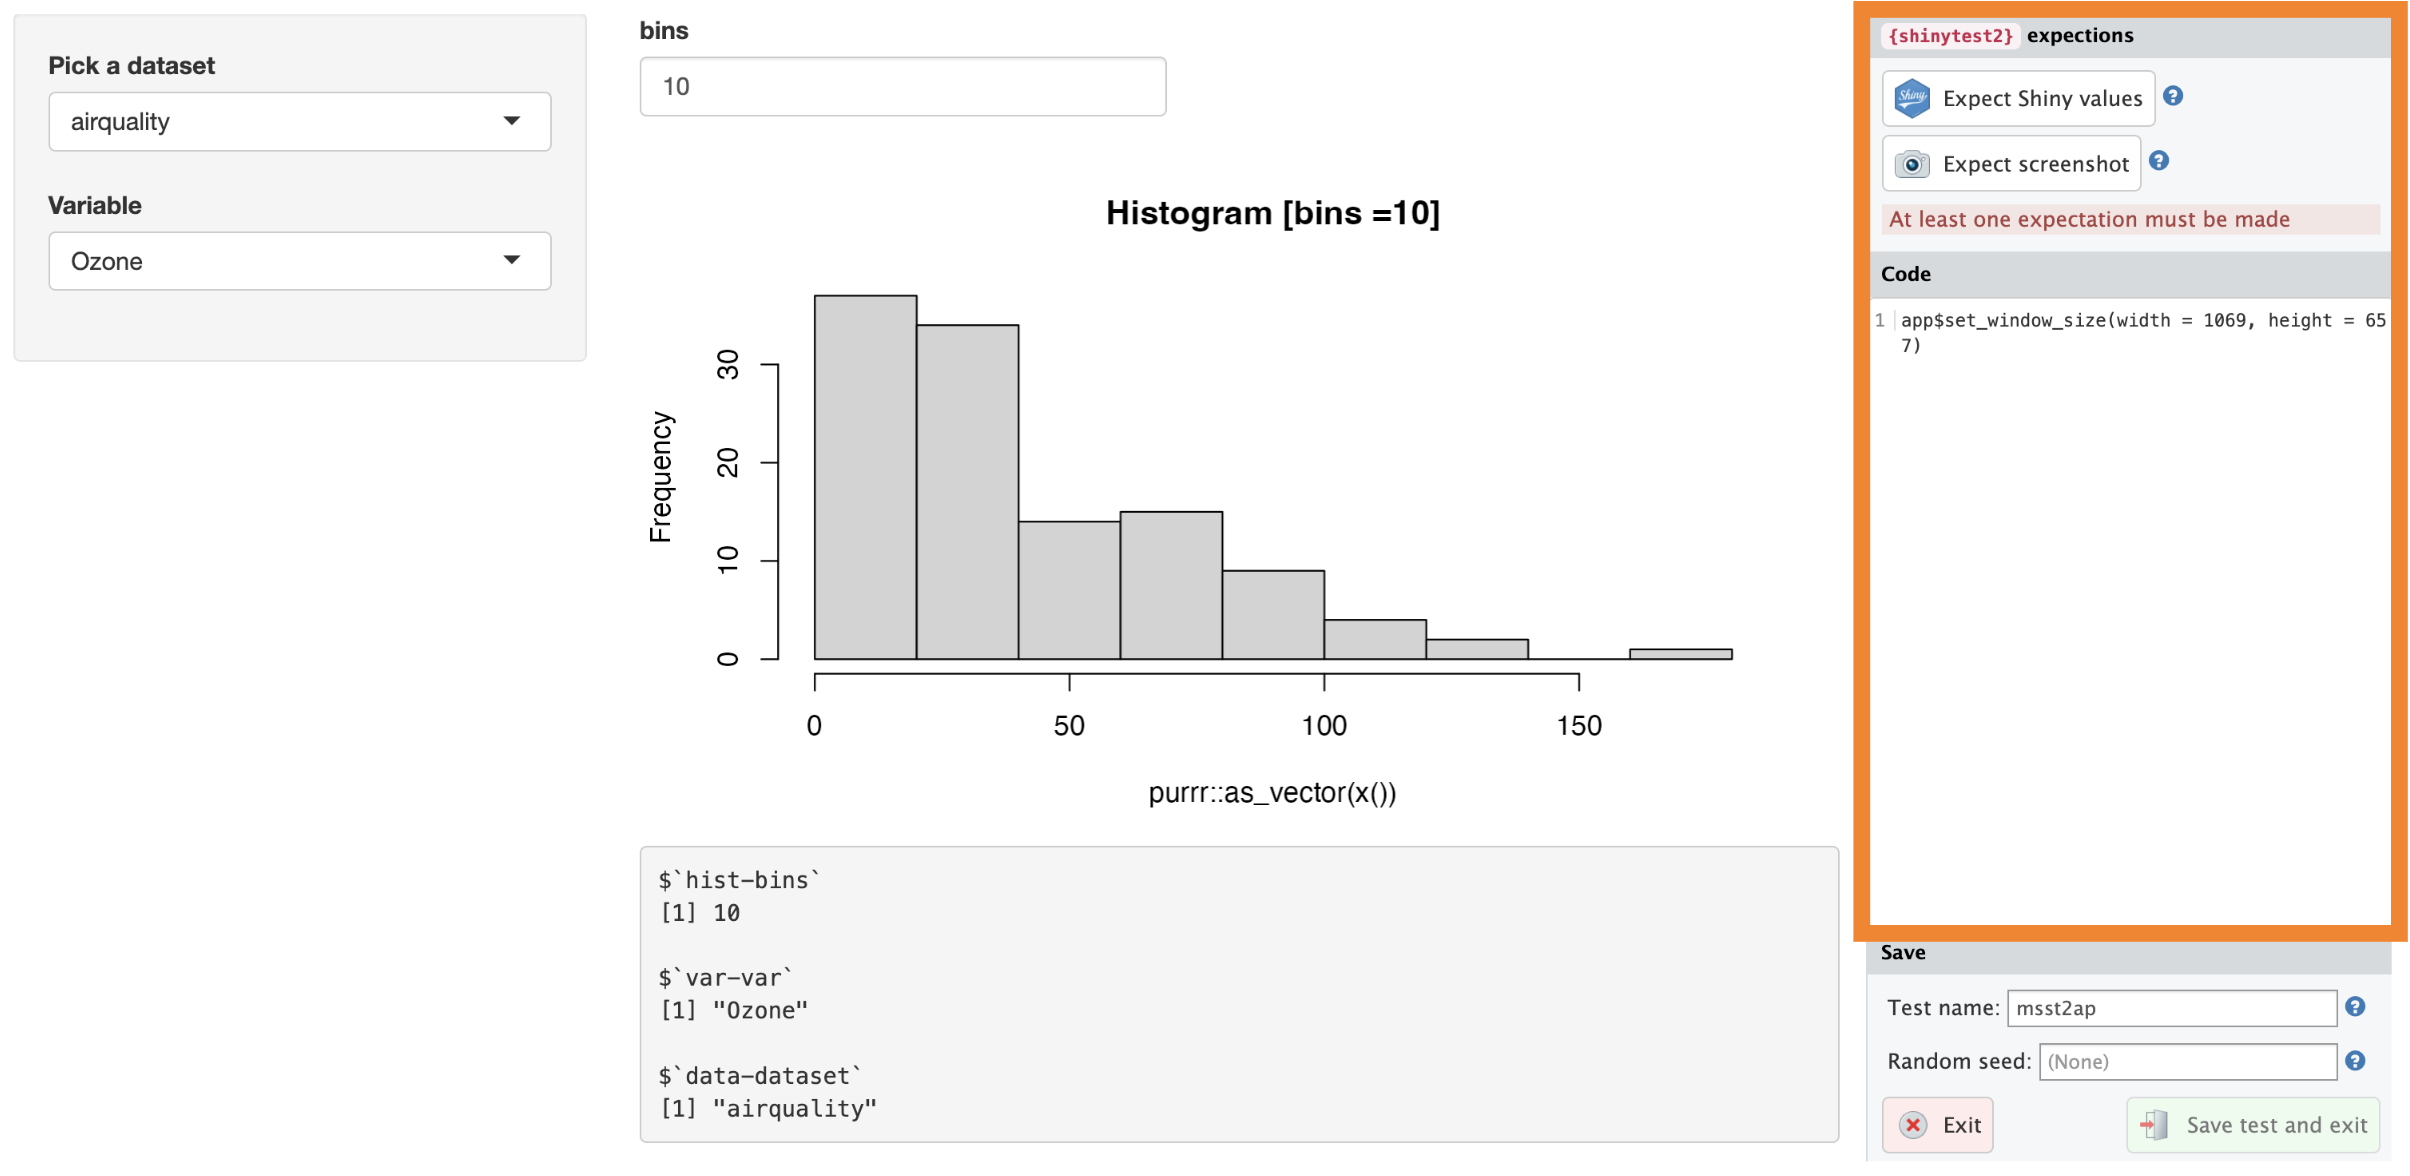 Pick a dataset
airquality
Variable
Ozone
bins
10
Histogram [bins =10]
Frequency
0
10
20
30
0
50
100
150
purrr::as_vector(x())
$`hist-bins`
[1] 10
$`var-var`
[1] "Ozone"
$`data-dataset`
[1] "airquality"
{shinytest2} expections
Shiny
Expect Shiny values
?
Expect screenshot
?
At least one expectation must be made
Code
1 app$set_window_size(width = 1069, height = 65
7)
Save
Test name: msst2ap ?
Random seed: (None) ?
Exit
Save test and exit